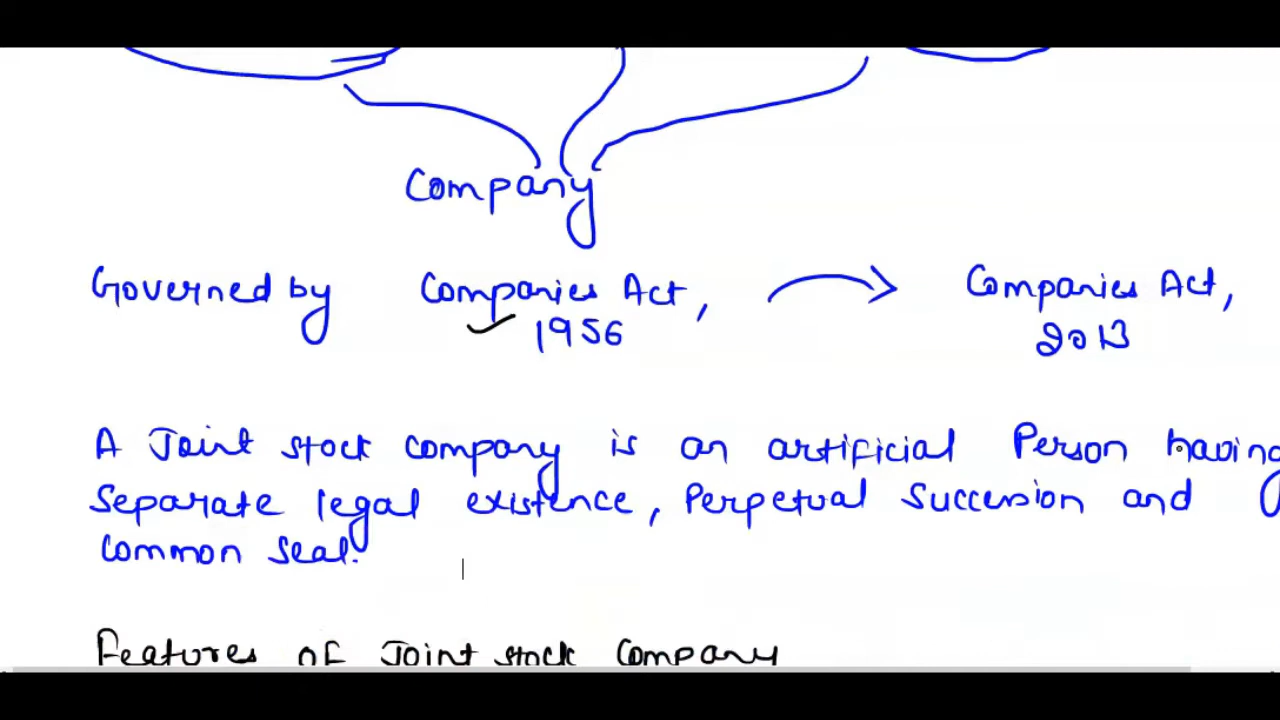 Company
Governed by Companies Act, 1956 Companies Act, 2013
A Joint stock company is an artificial Person having
Separate legal existence, Perpetual Succession and
Common Seal.
Features of Joint stock Company